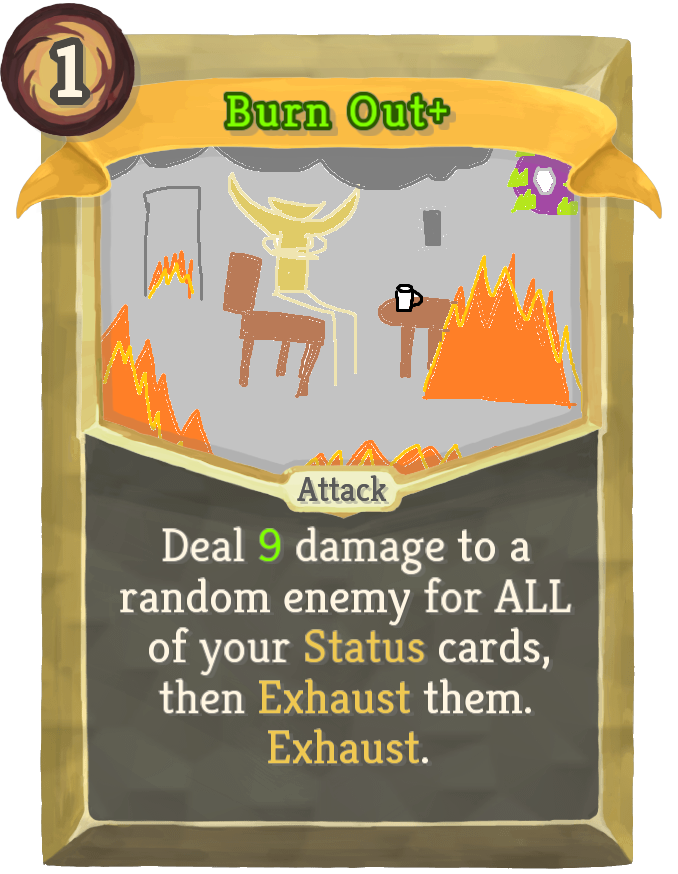 1
Burn Out+
Attack
Deal 9 damage to a
random enemy for ALL
of your Status cards,
then Exhaust them.
Exhaust.